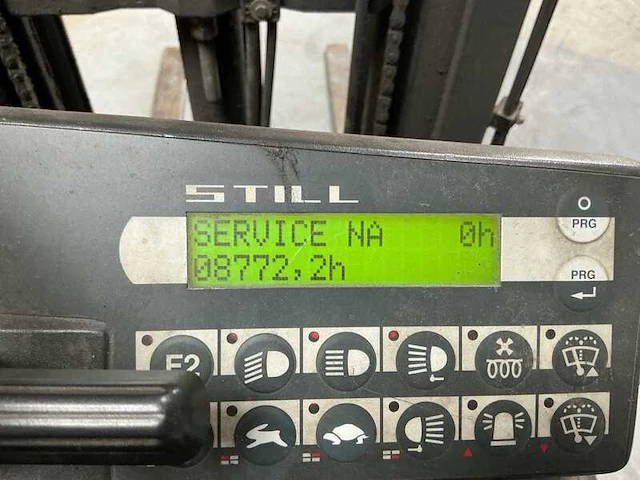 STILL
SERVICE NA 0h
08772,2h
O
PRG
PRG
F2